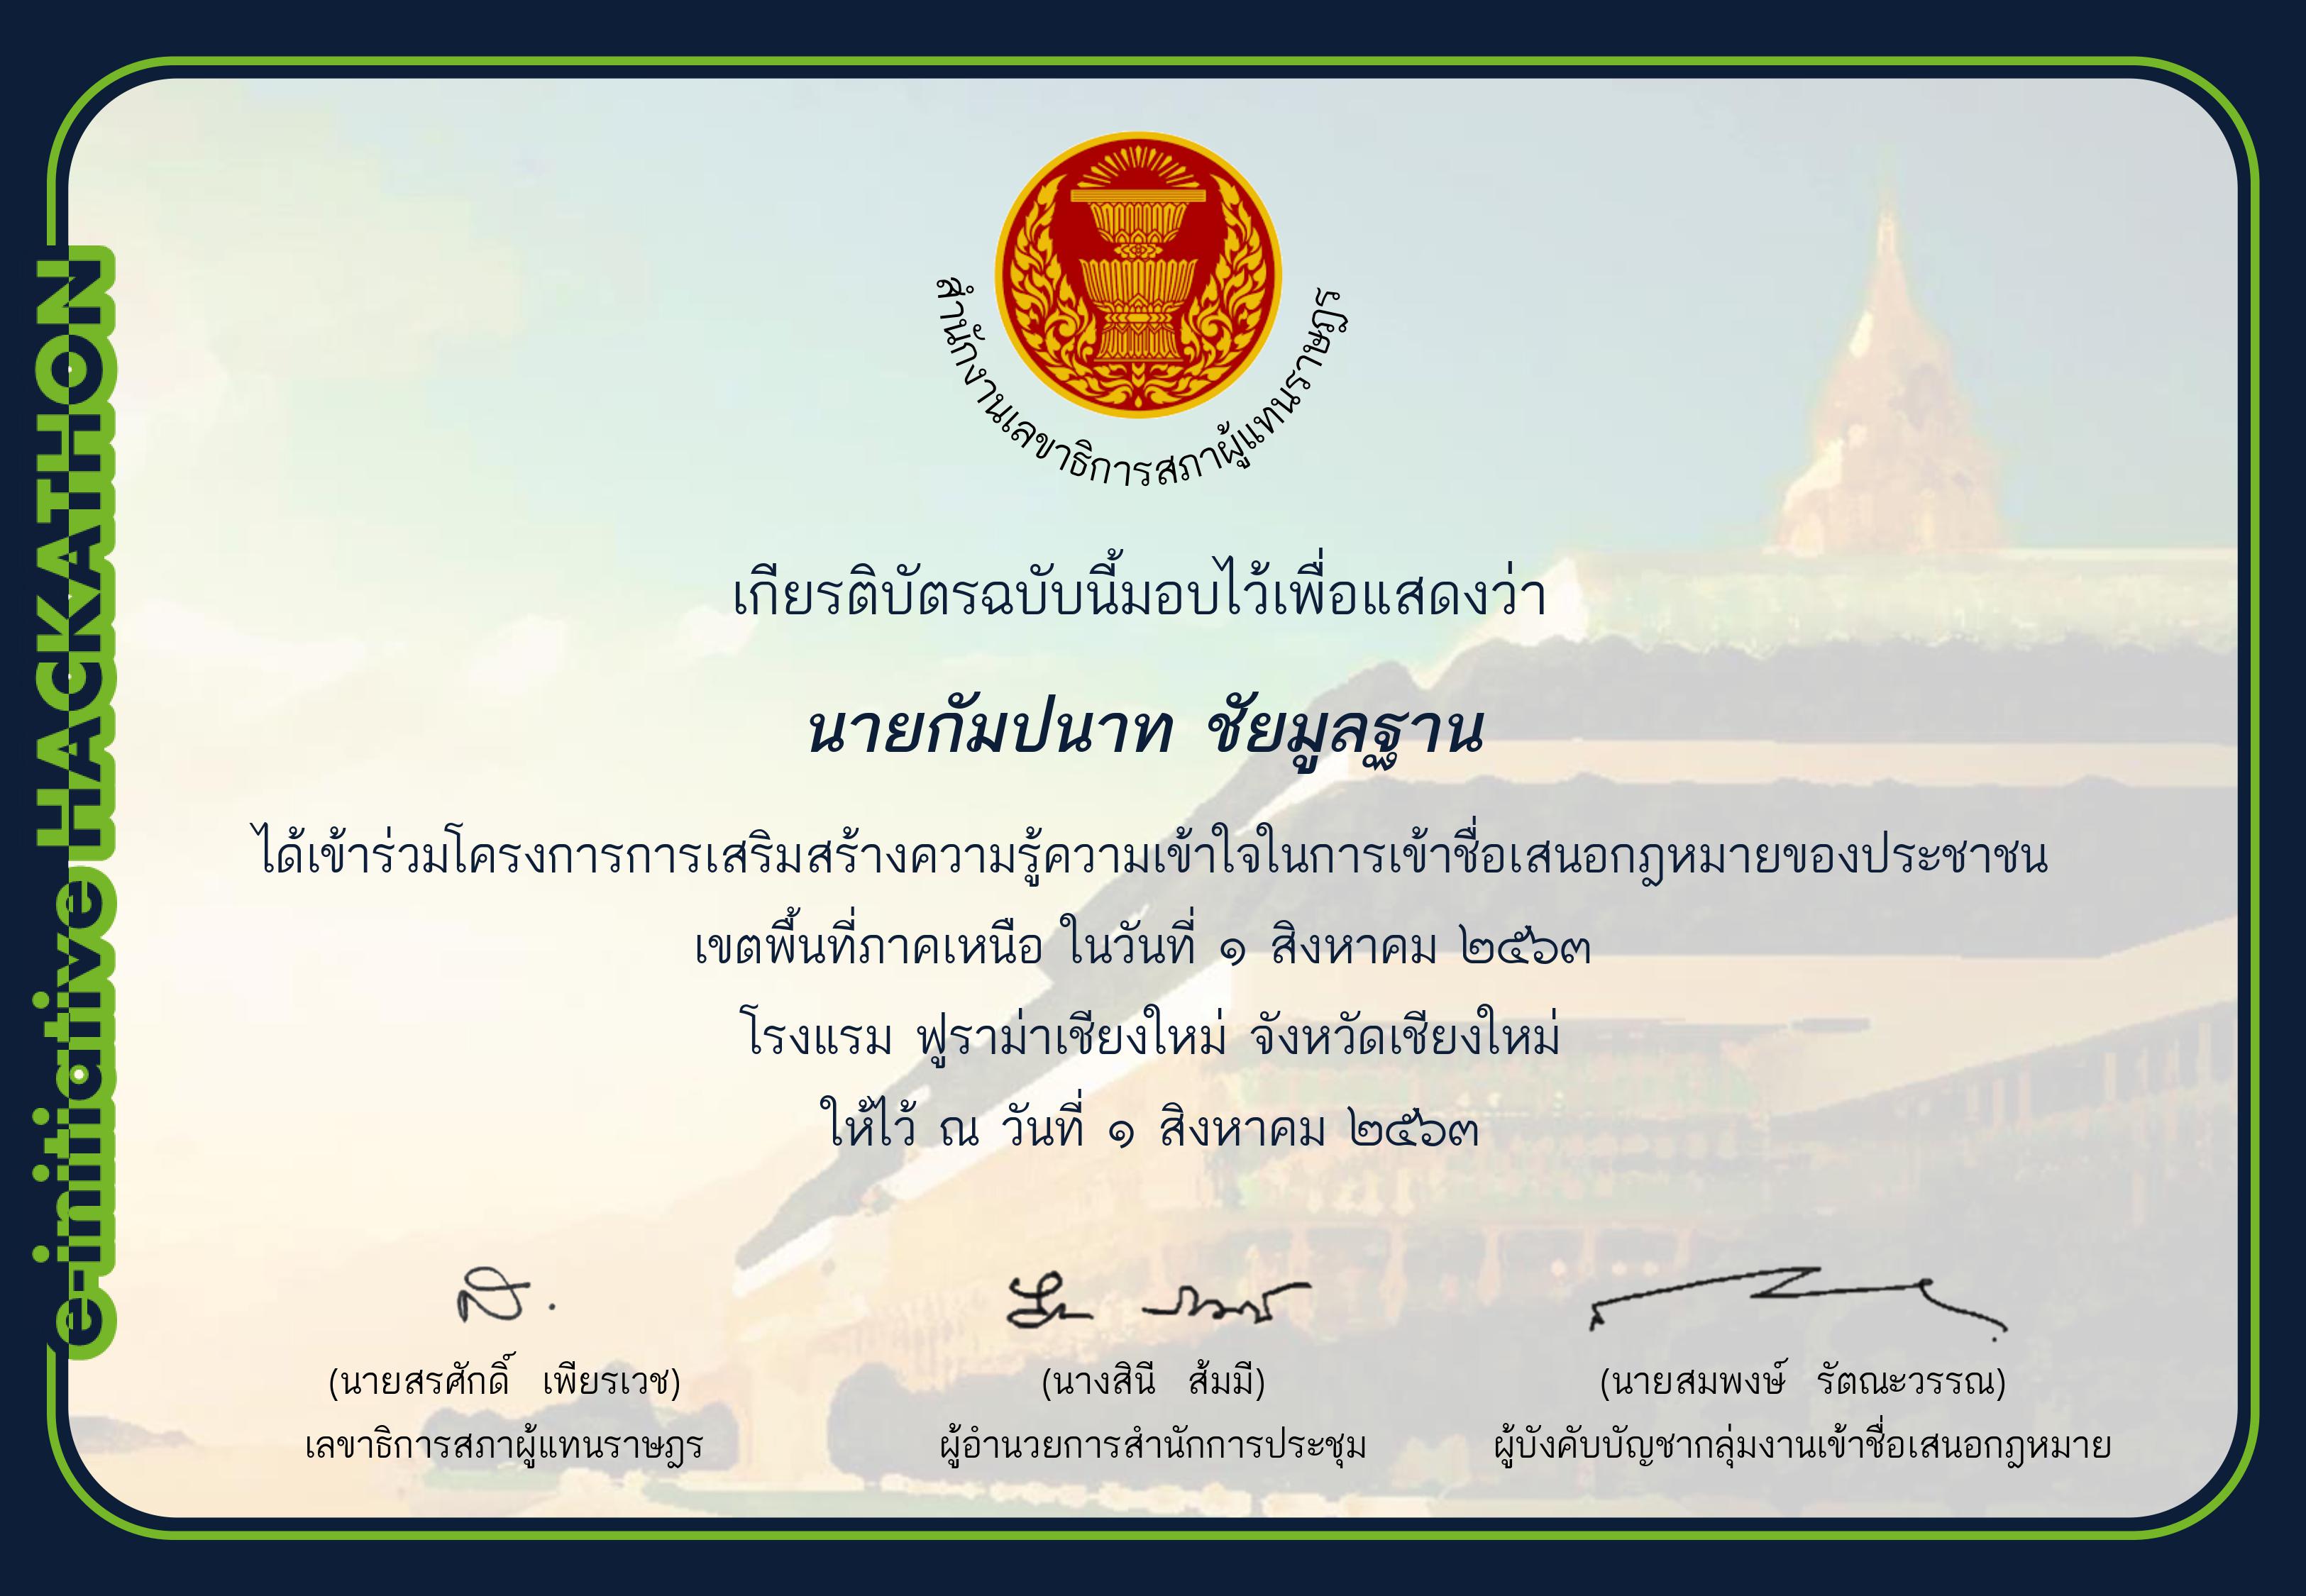 e-initiative HACKATHON
สำนักงานเลขาธิการสภาผู้แทนราษฎร
เกียรติบัตรฉบับนี้มอบไว้เพื่อแสดงว่า
นายกัมปนาท ชัยมูลฐาน
ได้เข้าร่วมโครงการการเสริมสร้างความรู้ความเข้าใจในการเข้าชื่อเสนอกฎหมายของประชาชน
เขตพื้นที่ภาคเหนือ ในวันที่ ๑ สิงหาคม ๒๕๖๓
โรงแรม ฟูราม่าเชียงใหม่ จังหวัดเชียงใหม่
ให้ไว้ ณ วันที่ ๑ สิงหาคม ๒๕๖๓
(นายสรศักดิ์ เพียรเวช) (นางสินี ส้มมี) (นายสมพงษ์ รัตณะวรรณ)
เลขาธิการสภาผู้แทนราษฎร ผู้อำนวยการสำนักการประชุม ผู้บังคับบัญชากลุ่มงานเข้าชื่อเสนอกฎหมาย